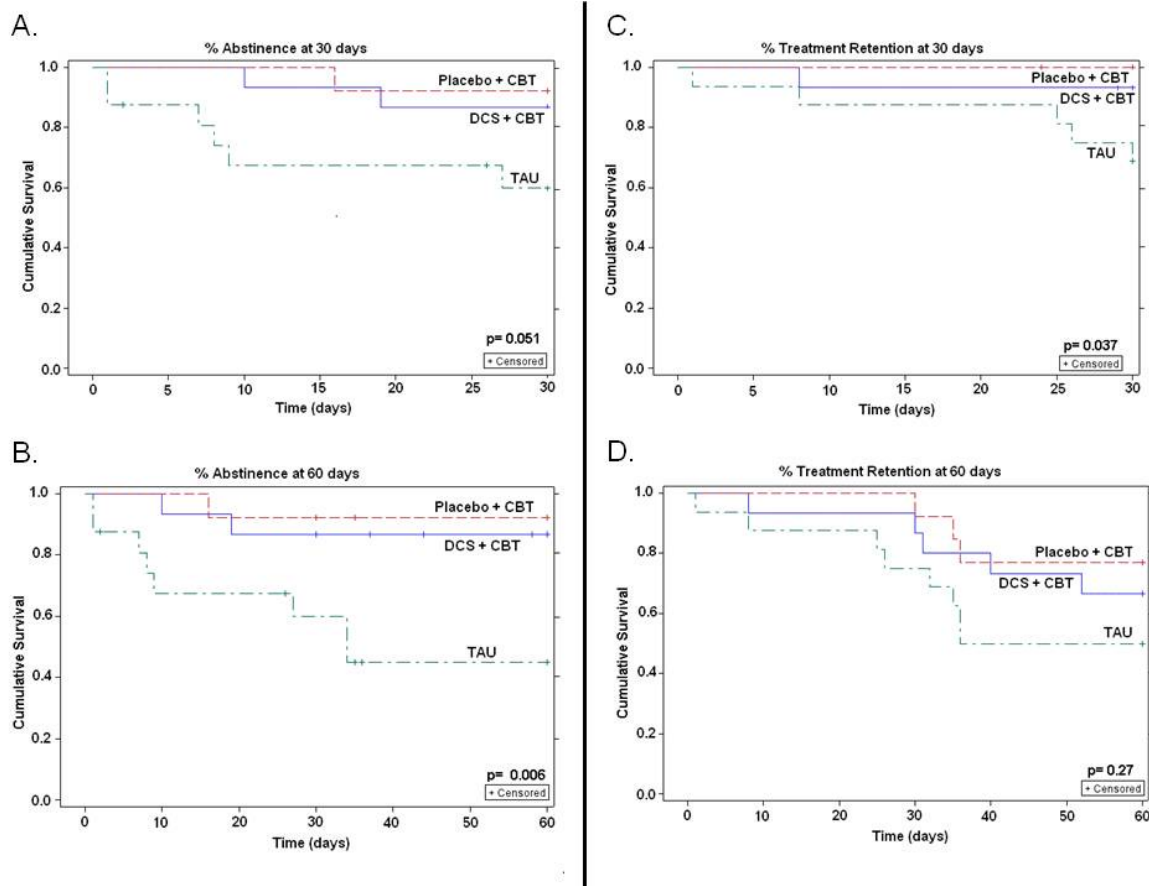 A.
% Abstinence at 30 days
1.0
0.8
0.6
0.4
0.2
0.0
Cumulative Survival
Placebo + CBT
DCS + CBT
TAU
p= 0.051
+ Censored
0 5 10 15 20 25 30
Time (days)
B.
% Abstinence at 60 days
1.0
0.8
0.6
0.4
0.2
0.0
Cumulative Survival
Placebo + CBT
DCS + CBT
TAU
p= 0.006
+ Censored
0 10 20 30 40 50 60
Time (days)
C.
% Treatment Retention at 30 days
1.0
0.8
0.6
0.4
0.2
0.0
Cumulative Survival
Placebo + CBT
DCS + CBT
TAU
p= 0.037
+ Censored
0 5 10 15 20 25 30
Time (days)
D.
% Treatment Retention at 60 days
1.0
0.8
0.6
0.4
0.2
0.0
Cumulative Survival
Placebo + CBT
DCS + CBT
TAU
p= 0.27
+ Censored
0 10 20 30 40 50 60
Time (days)